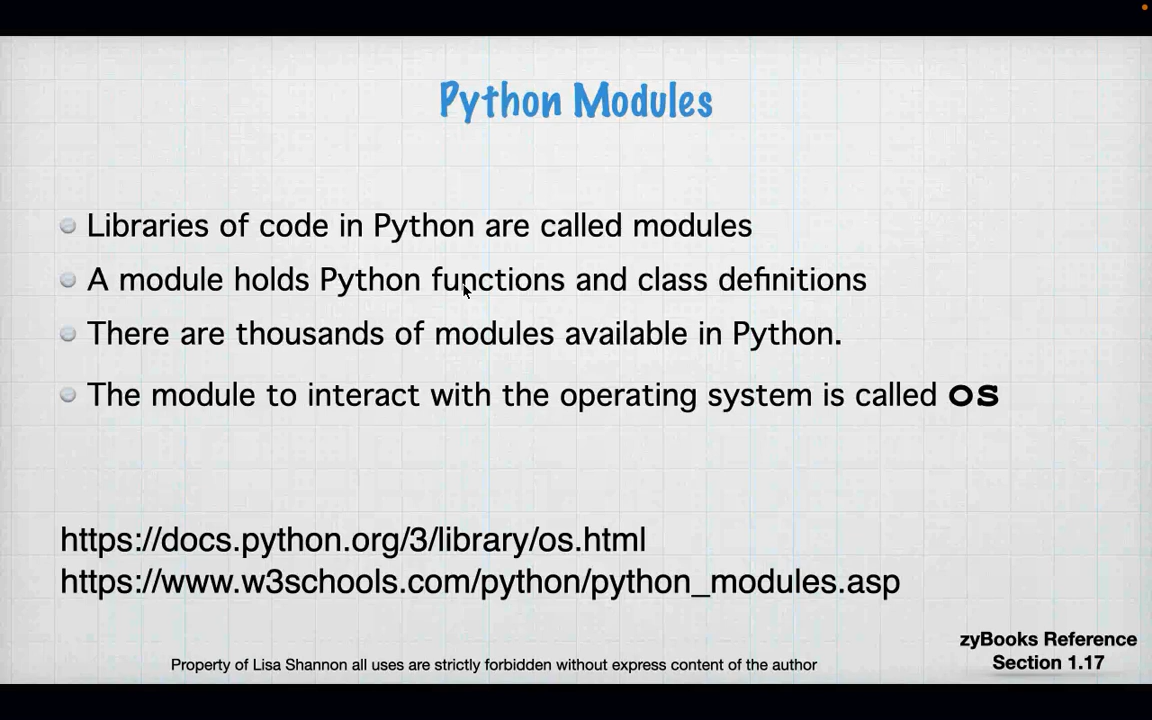 Python Modules
Libraries of code in Python are called modules
A module holds Python functions and class definitions
There are thousands of modules available in Python.
The module to interact with the operating system is called os
https://docs.python.org/3/library/os.html
https://www.w3schools.com/python/python_modules.asp
zyBooks Reference
Section 1.17
Property of Lisa Shannon all uses are strictly forbidden without express content of the author